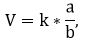 V = k * a/b,